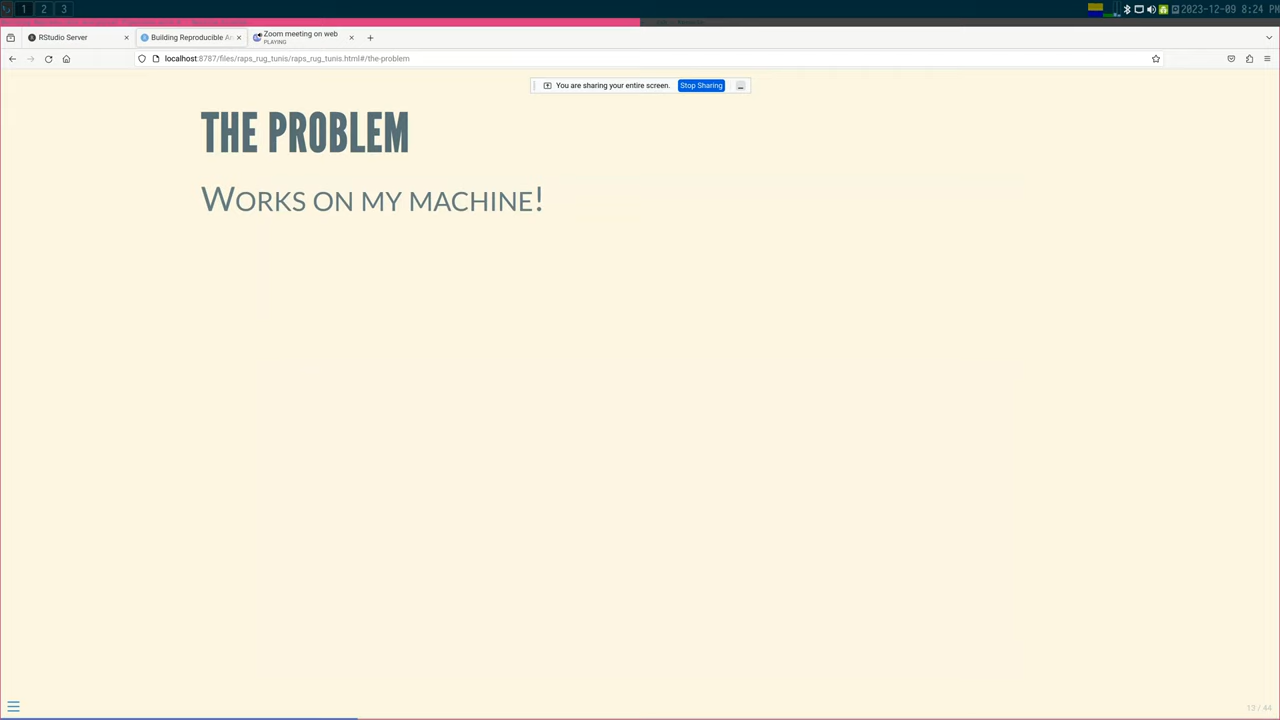 1 2 3
2023-12-09 8:24 PM
RStudio Server
Building Reproducible An
Zoom meeting on web
PLAYING
localhost:8787/files/raps_rug_tunis/raps_rug_tunis.html#/the-problem
You are sharing your entire screen. Stop Sharing
THE PROBLEM
WORKS ON MY MACHINE!
13 / 44